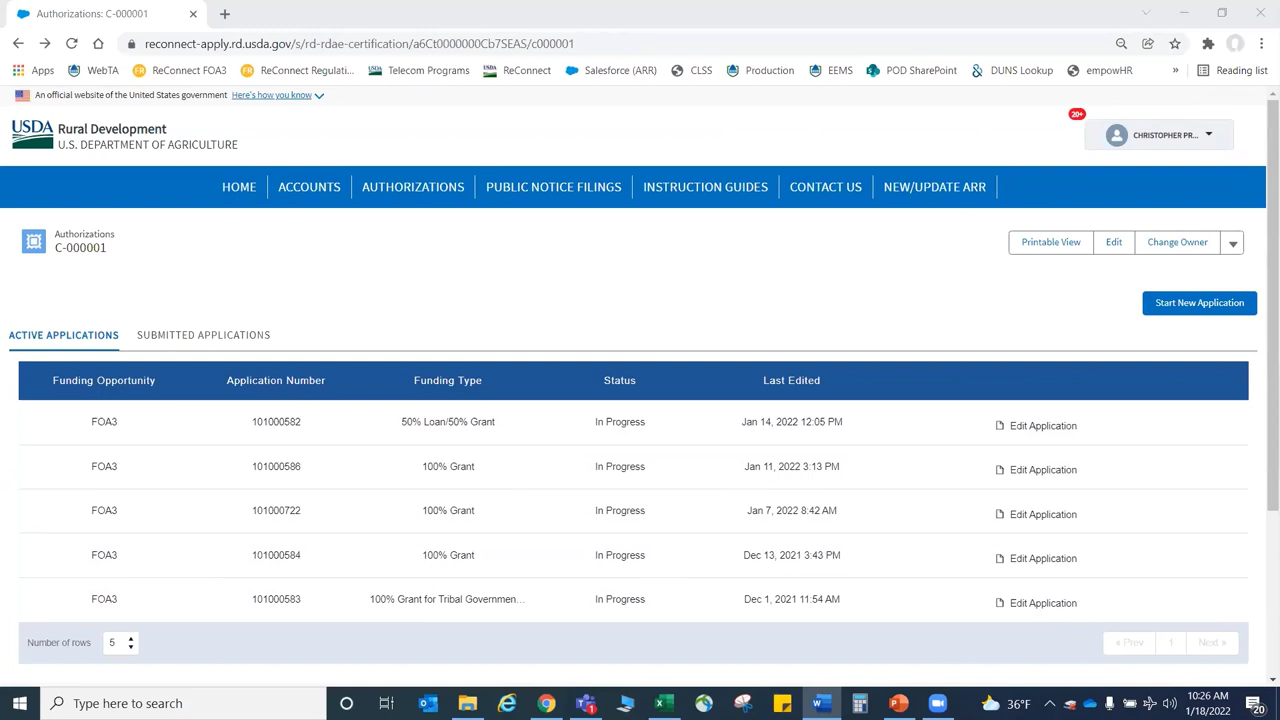 Authorizations: C-000001
reconnect-apply.rd.usda.gov/s/rd-rdae-certification/a6Ct0000000Cb7SEAS/c000001
Apps WebTA ReConnect FOA3 ReConnect Regulati... Telecom Programs ReConnect Salesforce (ARR) CLSS Production EEMS POD SharePoint DUNS Lookup empowHR » Reading list
An official website of the United States government Here's how you know
USDA Rural Development
U.S. DEPARTMENT OF AGRICULTURE
20+
CHRISTOPHER PR...
HOME ACCOUNTS AUTHORIZATIONS PUBLIC NOTICE FILINGS INSTRUCTION GUIDES CONTACT US NEW/UPDATE ARR
Authorizations
C-000001
Printable View Edit Change Owner
Start New Application
ACTIVE APPLICATIONS SUBMITTED APPLICATIONS
Funding Opportunity Application Number Funding Type Status Last Edited
FOA3 101000582 50% Loan/50% Grant In Progress Jan 14, 2022 12:05 PM Edit Application
FOA3 101000586 100% Grant In Progress Jan 11, 2022 3:13 PM Edit Application
FOA3 101000722 100% Grant In Progress Jan 7, 2022 8:42 AM Edit Application
FOA3 101000584 100% Grant In Progress Dec 13, 2021 3:43 PM Edit Application
FOA3 101000583 100% Grant for Tribal Governmen... In Progress Dec 1, 2021 11:54 AM Edit Application
Number of rows 5 « Prev 1 Next »
Type here to search
36°F
10:26 AM
1/18/2022
20